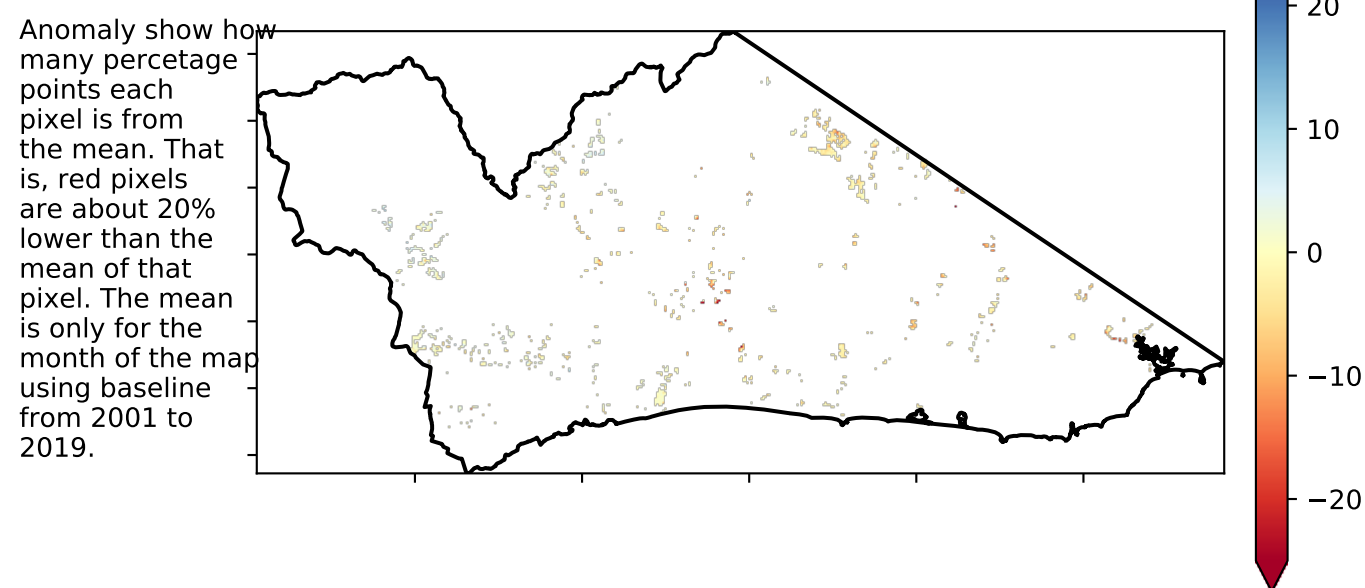 Anomaly show how
many percetage
points each
pixel is from
the mean. That
is, red pixels
are about 20%
lower than the
mean of that
pixel. The mean
is only for the
month of the map
using baseline
from 2001 to
2019.
20
10
0
−10
−20